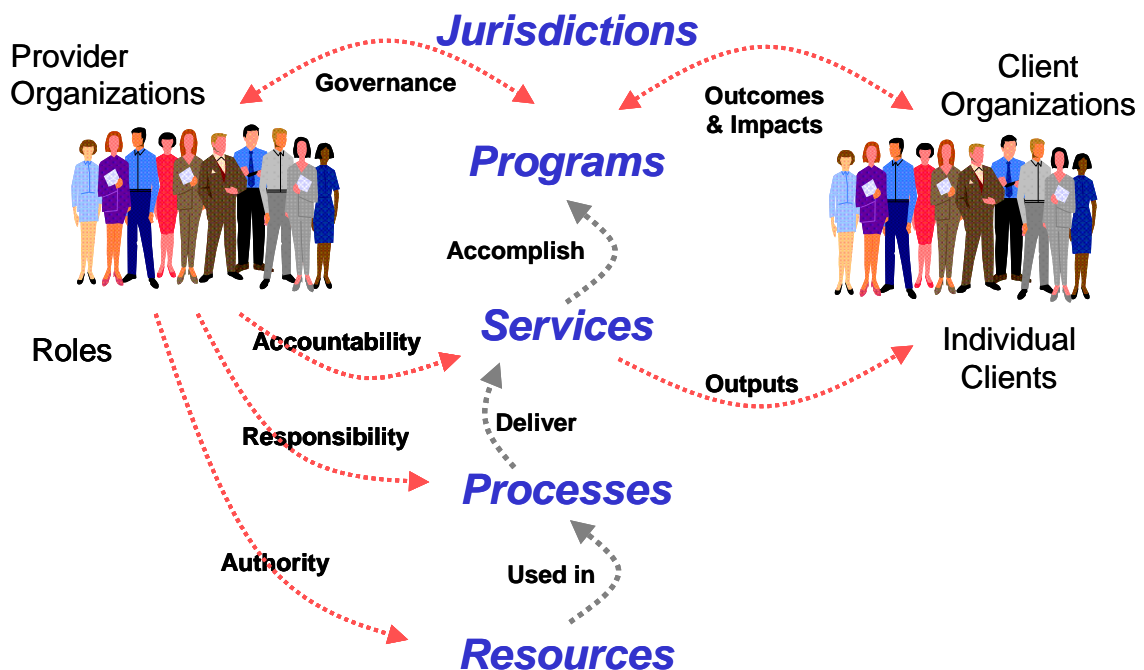 Jurisdictions
Provider
Organizations
Governance
Outcomes
& Impacts
Client
Organizations
Programs
Accomplish
Services
Roles
Accountability
Individual
Clients
Outputs
Deliver
Responsibility
Processes
Authority
Used in
Resources